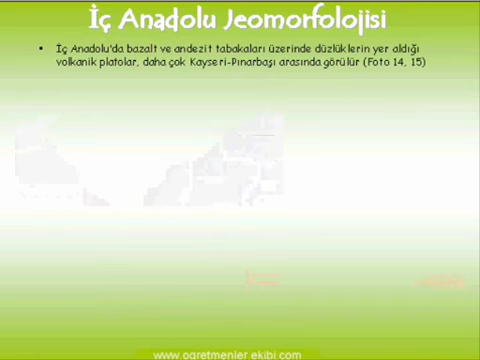 İç Anadolu Jeomorfolojisi
• İç Anadolu'da bazalt ve andezit tabakaları üzerinde düzlüklerin yer aldığı
volkanik platolar, daha çok Kayseri-Pınarbaşı arasında görülür (Foto 14, 15)
www.ogretmenler.ekibi.com